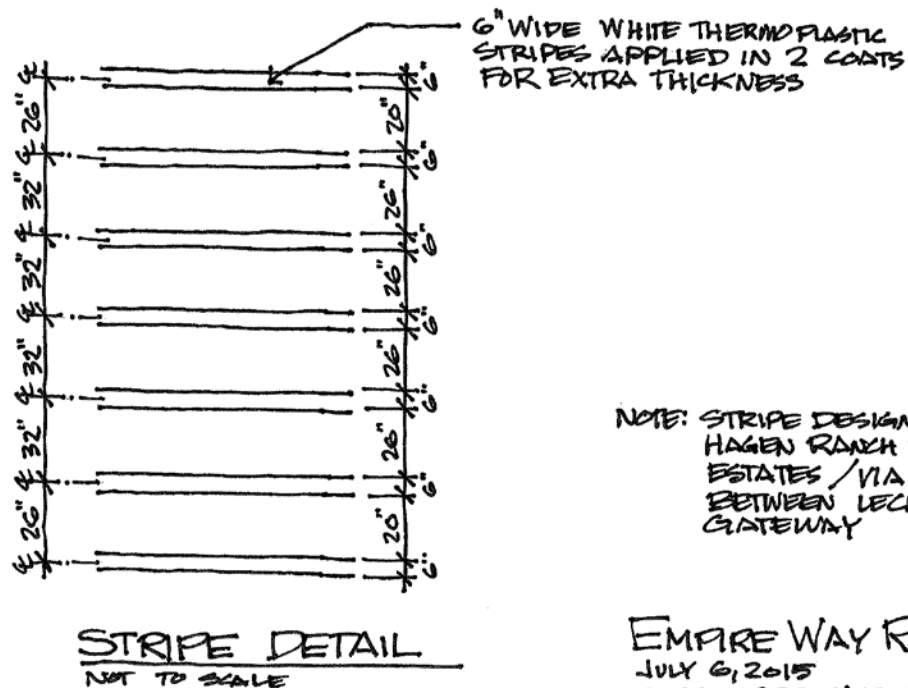 6" WIDE WHITE THERMOPLASTIC
STRIPES APPLIED IN 2 COATS
FOR EXTRA THICKNESS
℄ 26" ℄ 32" ℄ 32" ℄ 32" ℄ 32" ℄ 26" ℄
6" 20" 6" 26" 6" 26" 6" 26" 6" 26" 6" 20" 6"
NOTE: STRIPE DESIGN
HAGEN RANCH
ESTATES / VIA
BETWEEN
GATEWAY
STRIPE DETAIL
NOT TO SCALE
EMPIRE WAY
JULY 6, 2015